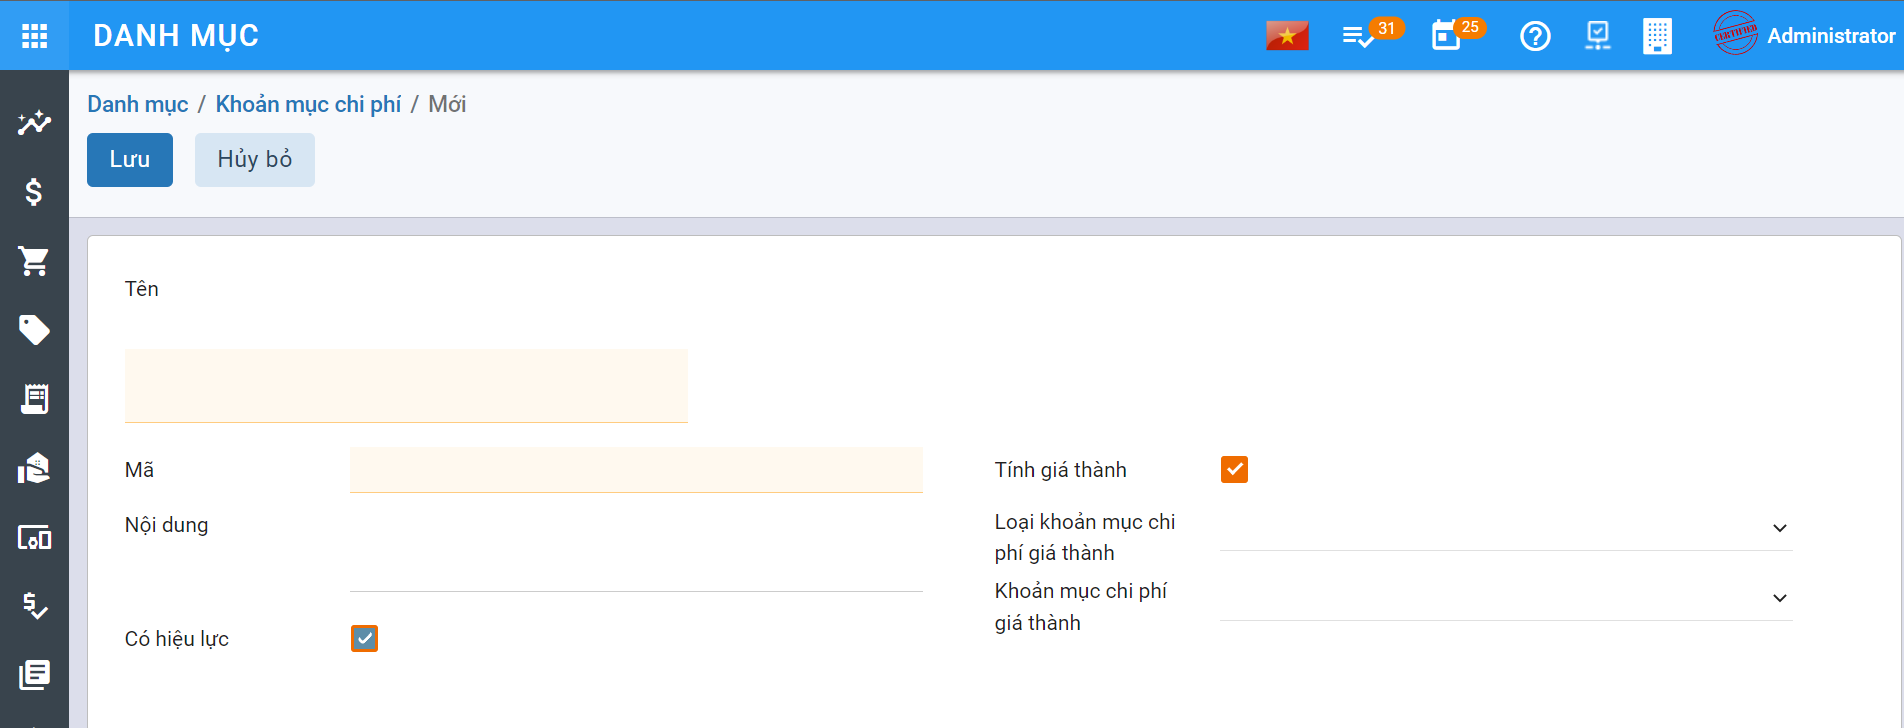 DANH MỤC
31
25
CERTIFIED
Administrator
Danh mục / Khoản mục chi phí / Mới
Lưu
Hủy bỏ
Tên
Mã
Tính giá thành
Nội dung
Loại khoản mục chi
phí giá thành
Khoản mục chi phí
giá thành
Có hiệu lực